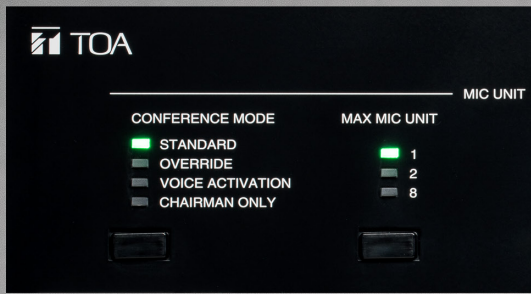 TOA
MIC UNIT
CONFERENCE MODE
STANDARD
OVERRIDE
VOICE ACTIVATION
CHAIRMAN ONLY
MAX MIC UNIT
1
2
8